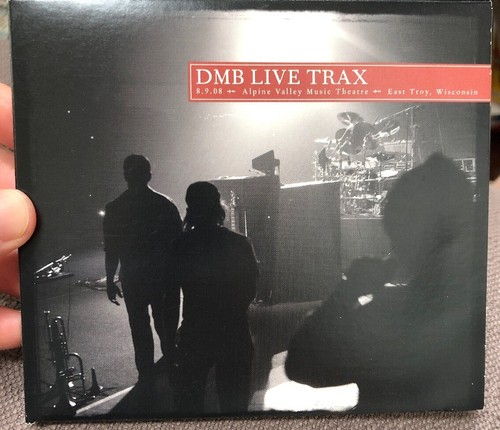 DMB LIVE TRAX
8.9.08 ⤛ Alpine Valley Music Theatre ⤛ East Troy, Wisconsin